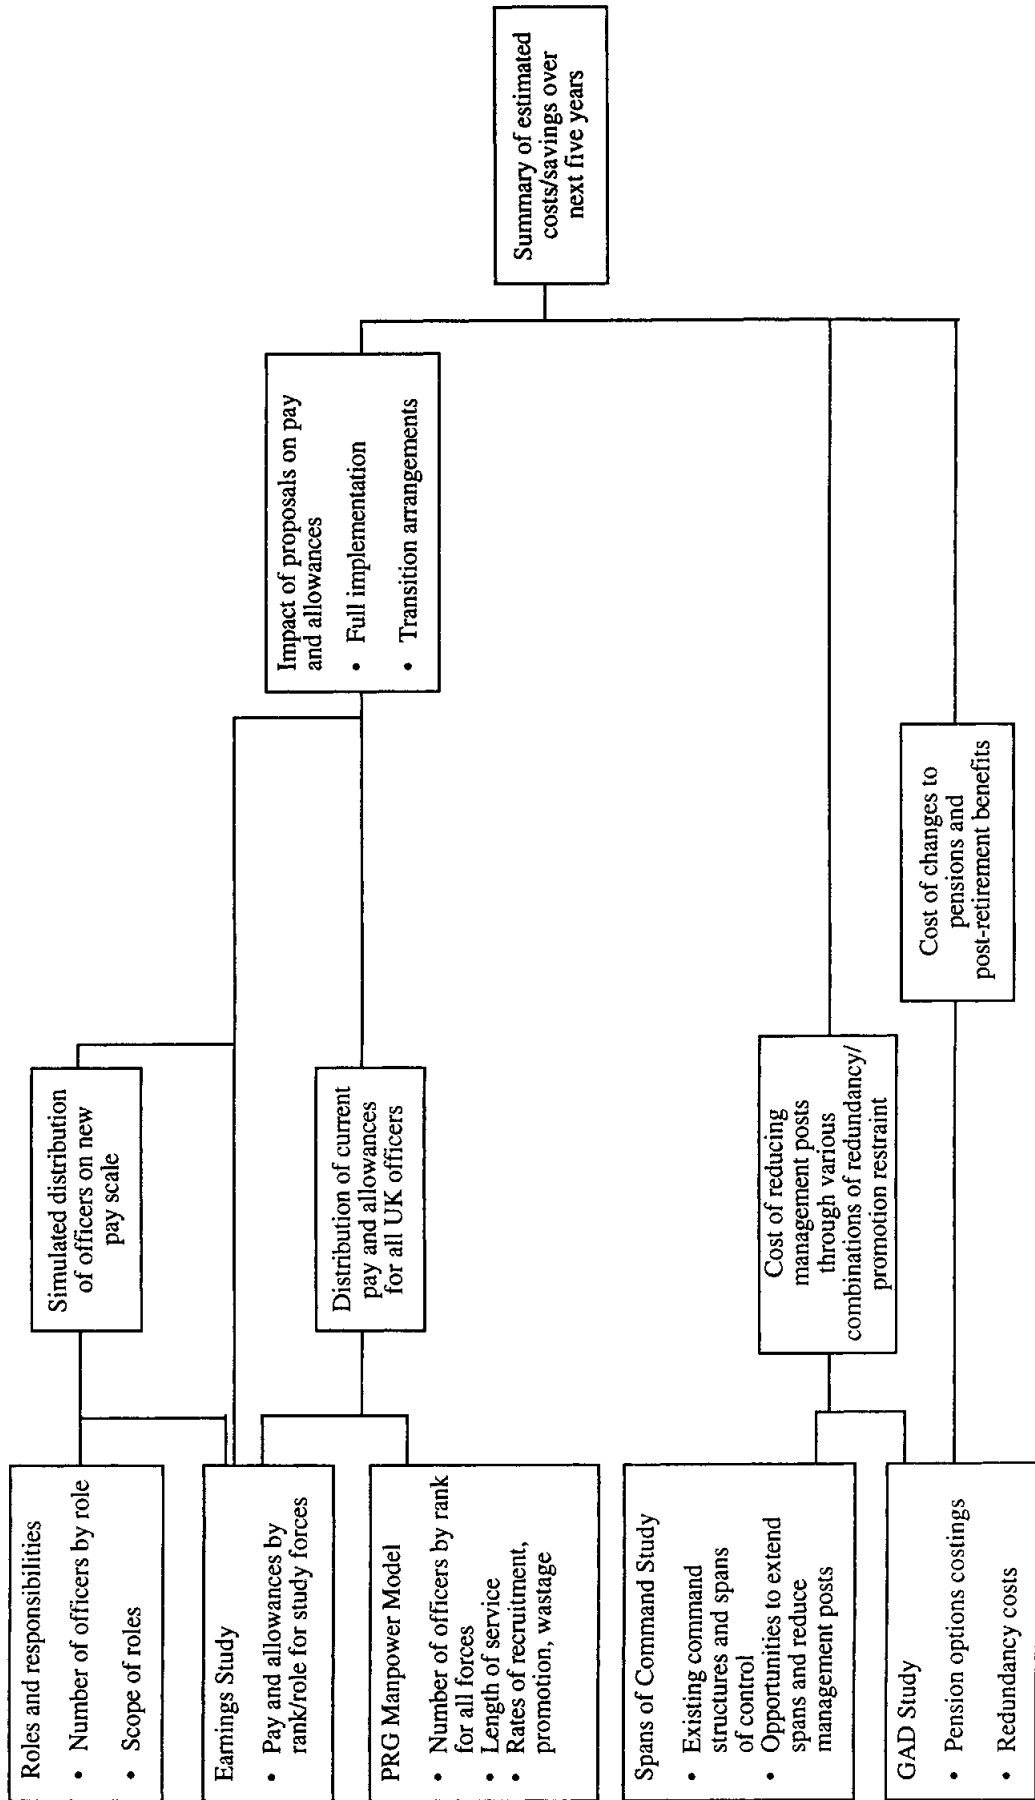 Roles and responsibilities
• Number of officers by role
• Scope of roles
Earnings Study
• Pay and allowances by
rank/role for study forces
PRG Manpower Model
• Number of officers by rank
for all forces
• Length of service
• Rates of recruitment,
promotion, wastage
Spans of Command Study
• Existing command
structures and spans
of control
• Opportunities to extend
spans and reduce
management posts
GAD Study
• Pension options costings
• Redundancy costs
Simulated distribution
of officers on new
pay scale
Distribution of current
pay and allowances
for all UK officers
Cost of reducing
management posts
through various
combinations of redundancy/
promotion restraint
Cost of changes to
pensions and
post-retirement benefits
Impact of proposals on pay
and allowances
• Full implementation
• Transition arrangements
Summary of estimated
costs/savings over
next five years